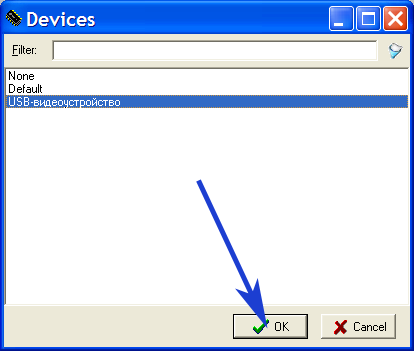 Devices
Filter:
None
Default
USB-видеоустройство
OK
Cancel